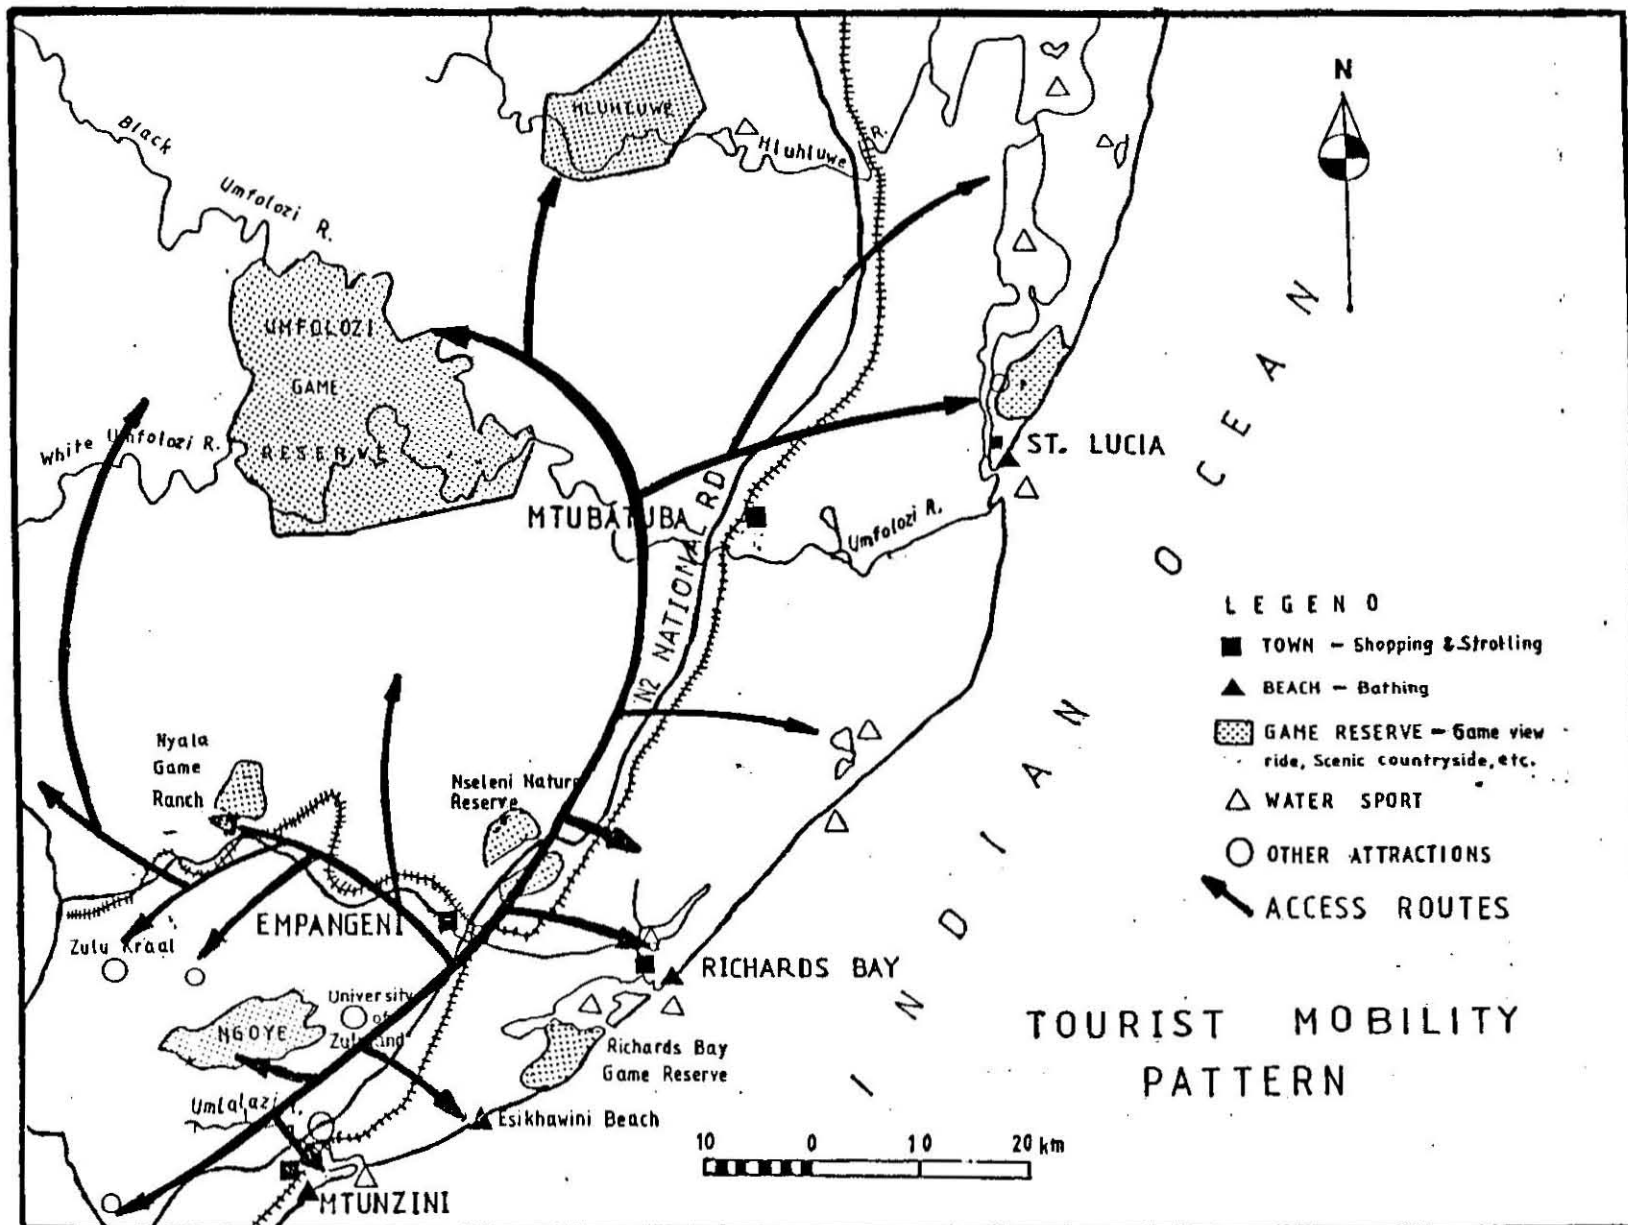 HLUHLUWE
N
Black
Hluhluwe
R.
Umfolozi R.
UMFOLOZI
GAME
RESERVE
White Umfolozi R.
ST. LUCIA
MTUBATUBA
Umfolozi R.
N2 NATIONAL RD
INDIAN OCEAN
LEGEND
TOWN – Shopping & Strolling
BEACH – Bathing
GAME RESERVE – Game view
ride, Scenic countryside, etc.
WATER SPORT
OTHER ATTRACTIONS
ACCESS ROUTES
Nyala
Game
Ranch
Nseleni Nature
Reserve
EMPANGENI
Zulu Kraal
RICHARDS BAY
University
of
Zululand
NGOYE
Richards Bay
Game Reserve
Umlalazi r.
Esikhawini Beach
MTUNZINI
10 0 10 20 km
TOURIST MOBILITY
PATTERN